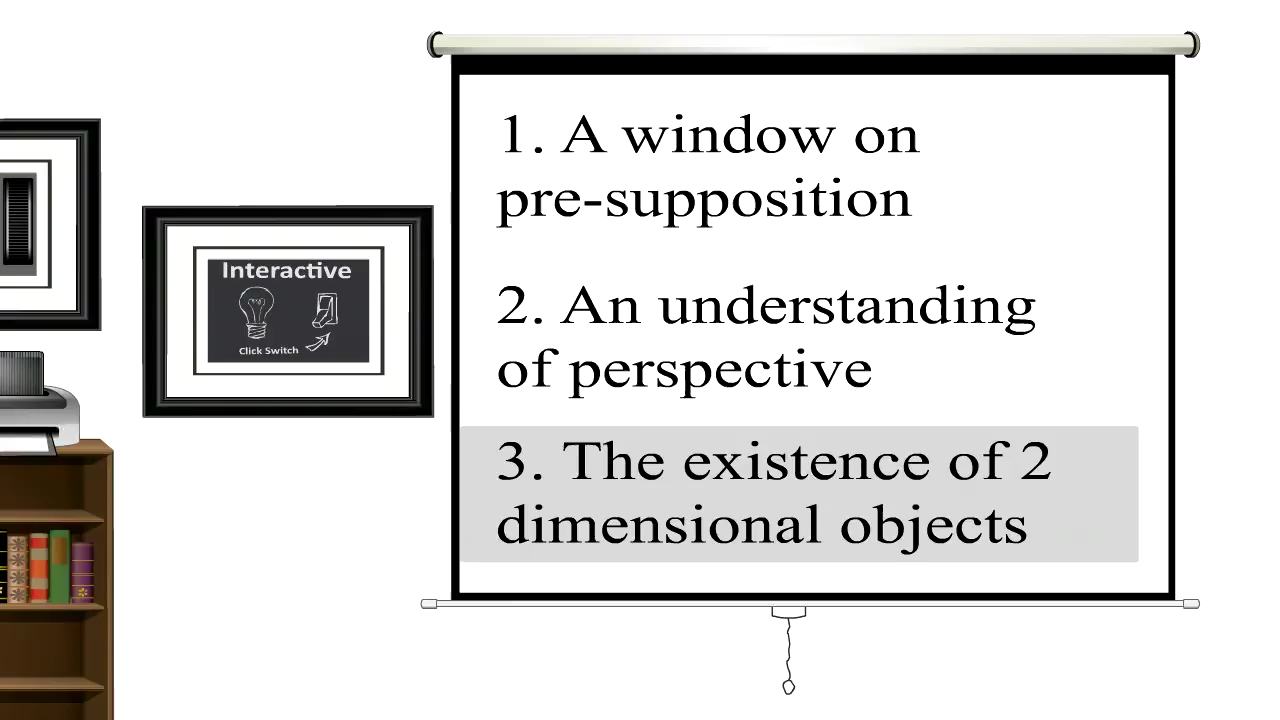 Interactive
Click Switch
1. A window on
pre-supposition
2. An understanding
of perspective
3. The existence of 2
dimensional objects